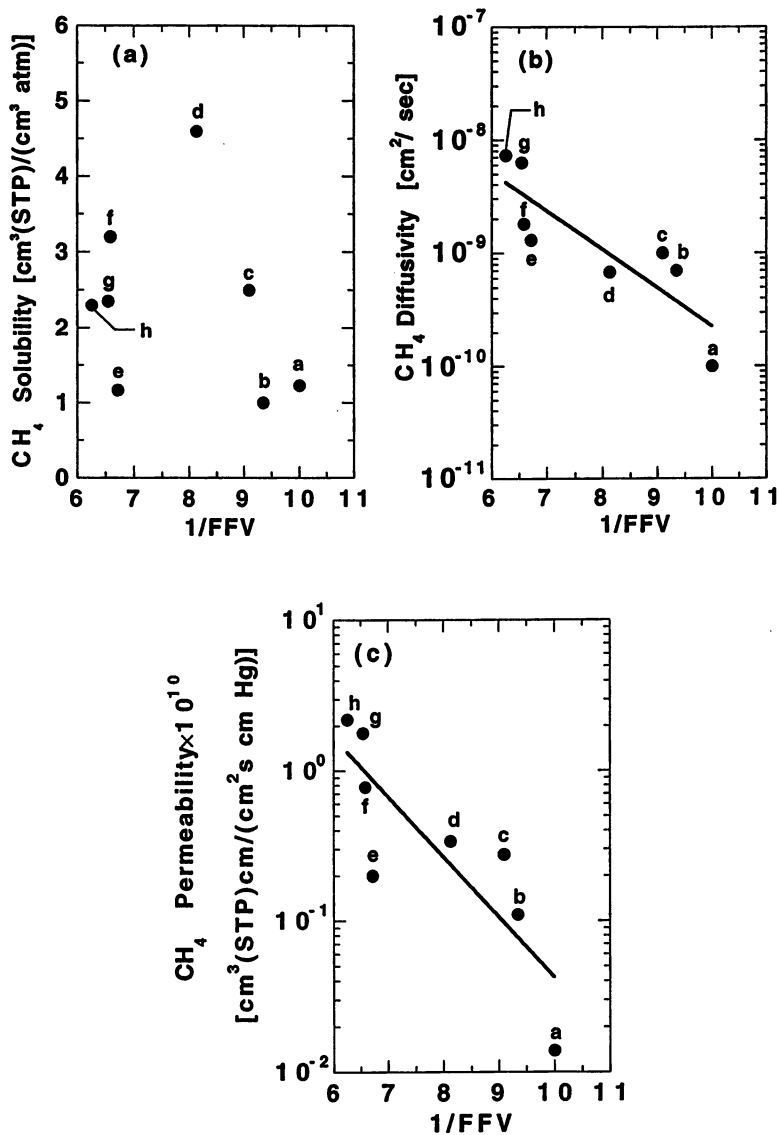 (a)
CH₄ Solubility [cm³(STP)/(cm³ atm)]
6
5
4
3
2
1
0
d
f
g
c
h
e
b
a
6 7 8 9 10 11
1/FFV
(b)
CH₄ Diffusivity [cm²/ sec]
10⁻⁷
10⁻⁸
10⁻⁹
10⁻¹⁰
10⁻¹¹
h
g
f
e
c
b
d
a
6 7 8 9 10 11
1/FFV
(c)
CH₄ Permeability×10¹⁰
[cm³(STP)cm/(cm²s cm Hg)]
10¹
10⁰
10⁻¹
10⁻²
h
g
f
d
c
e
b
a
6 7 8 9 10 11
1/FFV